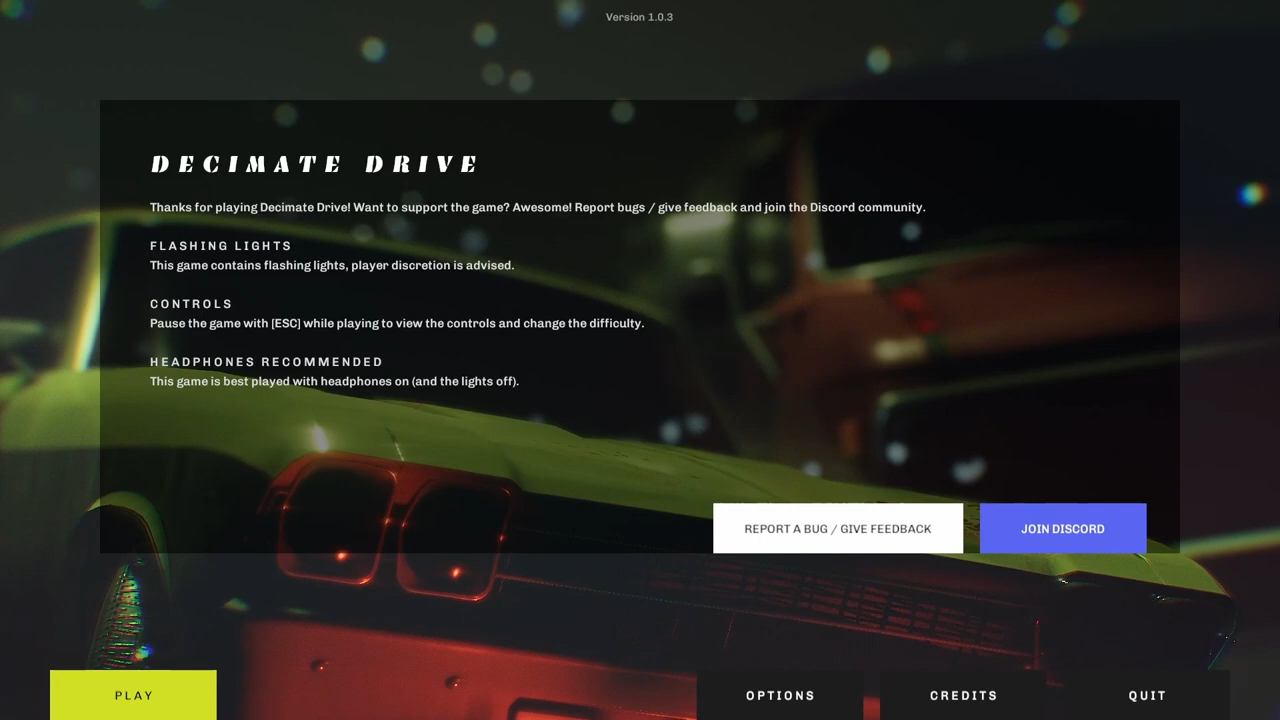 Version 1.0.3
DECIMATE DRIVE
Thanks for playing Decimate Drive! Want to support the game? Awesome! Report bugs / give feedback and join the Discord community.
FLASHING LIGHTS
This game contains flashing lights, player discretion is advised.
CONTROLS
Pause the game with [ESC] while playing to view the controls and change the difficulty.
HEADPHONES RECOMMENDED
This game is best played with headphones on (and the lights off).
REPORT A BUG / GIVE FEEDBACK
JOIN DISCORD
PLAY
OPTIONS
CREDITS
QUIT